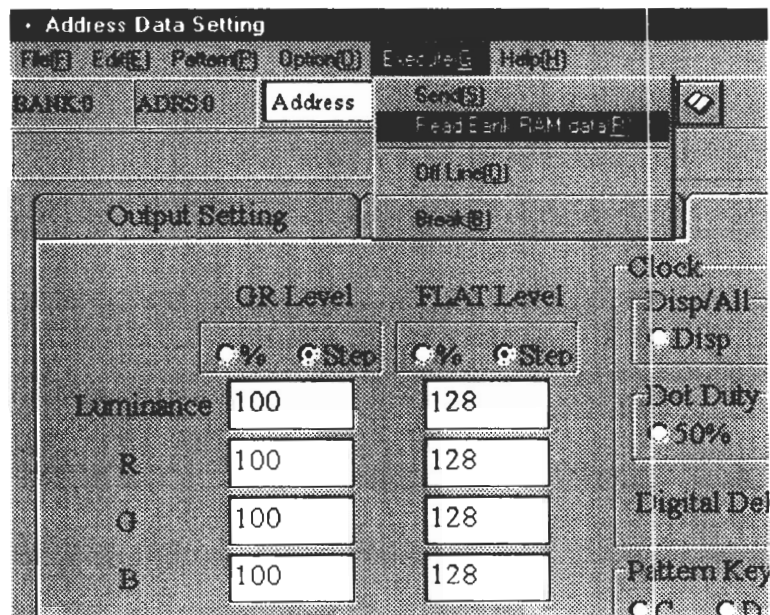 Address Data Setting
File(F) Edit(E) Pattern(P) Option(O) Execute G Help(H)
BANK:0 ADRS:0 Address
Send(S)
Read Bank RAM data R
Off Line(O)
Break(B)
Output Setting
GR Level FLAT Level
% Step % Step
Luminance 100 128
R 100 128
G 100 128
B 100 128
Clock
Disp/All
Disp
Dot Duty
50%
Digital Del
Pattern Key
C CD